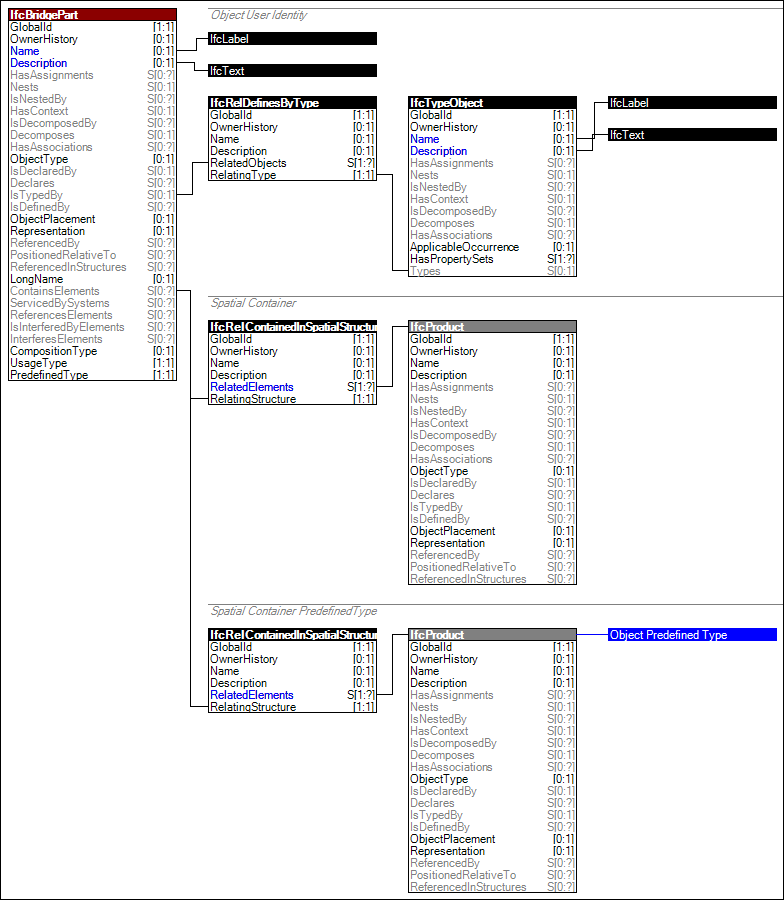 IfcBridgePart
GlobalId [1:1]
OwnerHistory [0:1]
Name [0:1]
Description [0:1]
HasAssignments S[0:?]
Nests S[0:1]
IsNestedBy S[0:?]
HasContext S[0:1]
IsDecomposedBy S[0:?]
Decomposes S[0:1]
HasAssociations S[0:?]
ObjectType [0:1]
IsDeclaredBy S[0:1]
Declares S[0:?]
IsTypedBy S[0:1]
IsDefinedBy S[0:?]
ObjectPlacement [0:1]
Representation [0:1]
ReferencedBy S[0:?]
PositionedRelativeTo S[0:?]
ReferencedInStructures S[0:?]
LongName [0:1]
ContainsElements S[0:?]
ServicedBySystems S[0:?]
ReferencesElements S[0:?]
IsInterferedByElements S[0:?]
InterferesElements S[0:?]
CompositionType [0:1]
UsageType [1:1]
PredefinedType [1:1]
Object User Identity
IfcLabel
IfcText
IfcRelDefinesByType
GlobalId [1:1]
OwnerHistory [0:1]
Name [0:1]
Description [0:1]
RelatedObjects S[1:?]
RelatingType [1:1]
IfcTypeObject
GlobalId [1:1]
OwnerHistory [0:1]
Name [0:1]
Description [0:1]
HasAssignments S[0:?]
Nests S[0:1]
IsNestedBy S[0:?]
HasContext S[0:1]
IsDecomposedBy S[0:?]
Decomposes S[0:1]
HasAssociations S[0:?]
ApplicableOccurrence [0:1]
HasPropertySets S[1:?]
Types S[0:1]
IfcLabel
IfcText
Spatial Container
IfcRelContainedInSpatialStructur
GlobalId [1:1]
OwnerHistory [0:1]
Name [0:1]
Description [0:1]
RelatedElements S[1:?]
RelatingStructure [1:1]
IfcProduct
GlobalId [1:1]
OwnerHistory [0:1]
Name [0:1]
Description [0:1]
HasAssignments S[0:?]
Nests S[0:1]
IsNestedBy S[0:?]
HasContext S[0:1]
IsDecomposedBy S[0:?]
Decomposes S[0:1]
HasAssociations S[0:?]
ObjectType [0:1]
IsDeclaredBy S[0:1]
Declares S[0:?]
IsTypedBy S[0:1]
IsDefinedBy S[0:?]
ObjectPlacement [0:1]
Representation [0:1]
ReferencedBy S[0:?]
PositionedRelativeTo S[0:?]
ReferencedInStructures S[0:?]
Spatial Container PredefinedType
IfcRelContainedInSpatialStructur
GlobalId [1:1]
OwnerHistory [0:1]
Name [0:1]
Description [0:1]
RelatedElements S[1:?]
RelatingStructure [1:1]
IfcProduct
GlobalId [1:1]
OwnerHistory [0:1]
Name [0:1]
Description [0:1]
HasAssignments S[0:?]
Nests S[0:1]
IsNestedBy S[0:?]
HasContext S[0:1]
IsDecomposedBy S[0:?]
Decomposes S[0:1]
HasAssociations S[0:?]
ObjectType [0:1]
IsDeclaredBy S[0:1]
Declares S[0:?]
IsTypedBy S[0:1]
IsDefinedBy S[0:?]
ObjectPlacement [0:1]
Representation [0:1]
ReferencedBy S[0:?]
PositionedRelativeTo S[0:?]
ReferencedInStructures S[0:?]
Object Predefined Type